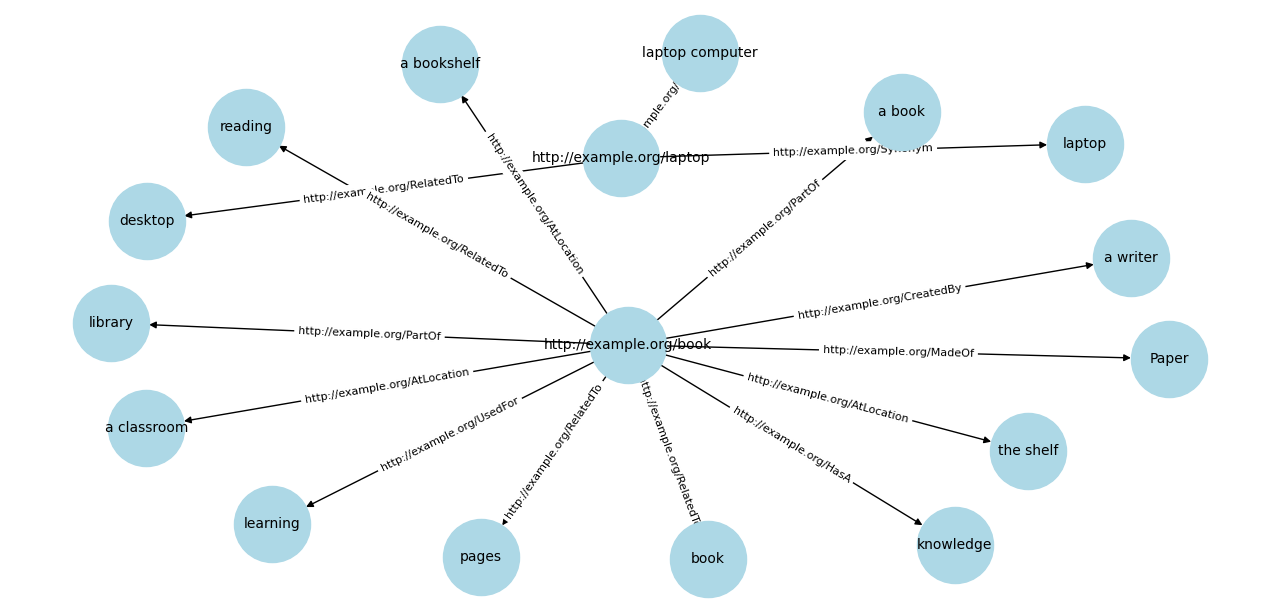 laptop computer
a bookshelf
a book
reading
laptop
http://example.org/laptop
http://example.org/Synonym
http://example.org/RelatedTo
http://example.org/AtLocation
http://example.org/PartOf
desktop
http://example.org/RelatedTo
a writer
http://example.org/CreatedBy
library
http://example.org/PartOf
http://example.org/book
http://example.org/MadeOf
Paper
http://example.org/AtLocation
http://example.org/AtLocation
a classroom
http://example.org/UsedFor
http://example.org/RelatedTo
http://example.org/RelatedTo
http://example.org/HasA
the shelf
learning
pages
book
knowledge